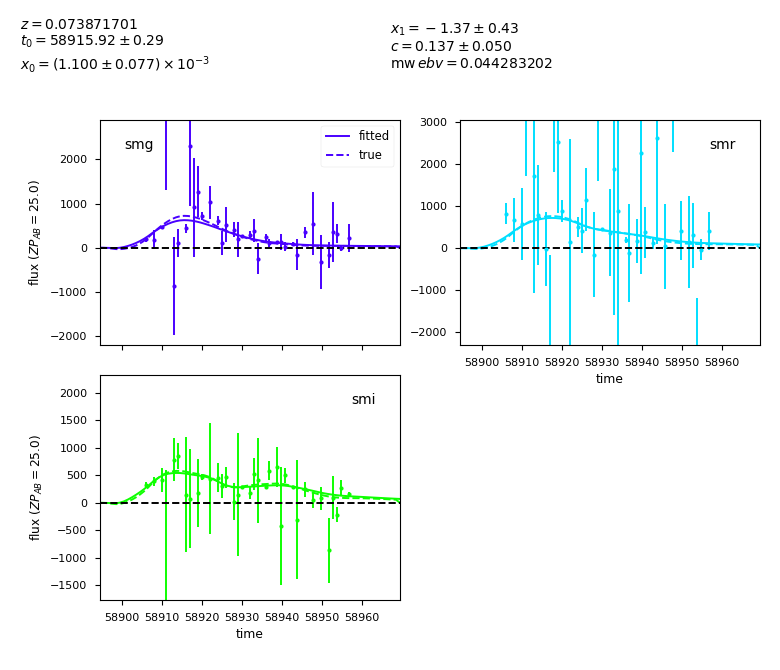 z = 0.073871701
t₀ = 58915.92 ± 0.29
x₀ = (1.100 ± 0.077) × 10⁻³
x₁ = −1.37 ± 0.43
c = 0.137 ± 0.050
mw ebv = 0.044283202
smg
fitted
true
2000
1000
0
−1000
−2000
flux (ZP_AB = 25.0)
smr
3000
2000
1000
0
−1000
−2000
58900 58910 58920 58930 58940 58950 58960
time
smi
2000
1500
1000
500
0
−500
−1000
−1500
flux (ZP_AB = 25.0)
58900 58910 58920 58930 58940 58950 58960
time